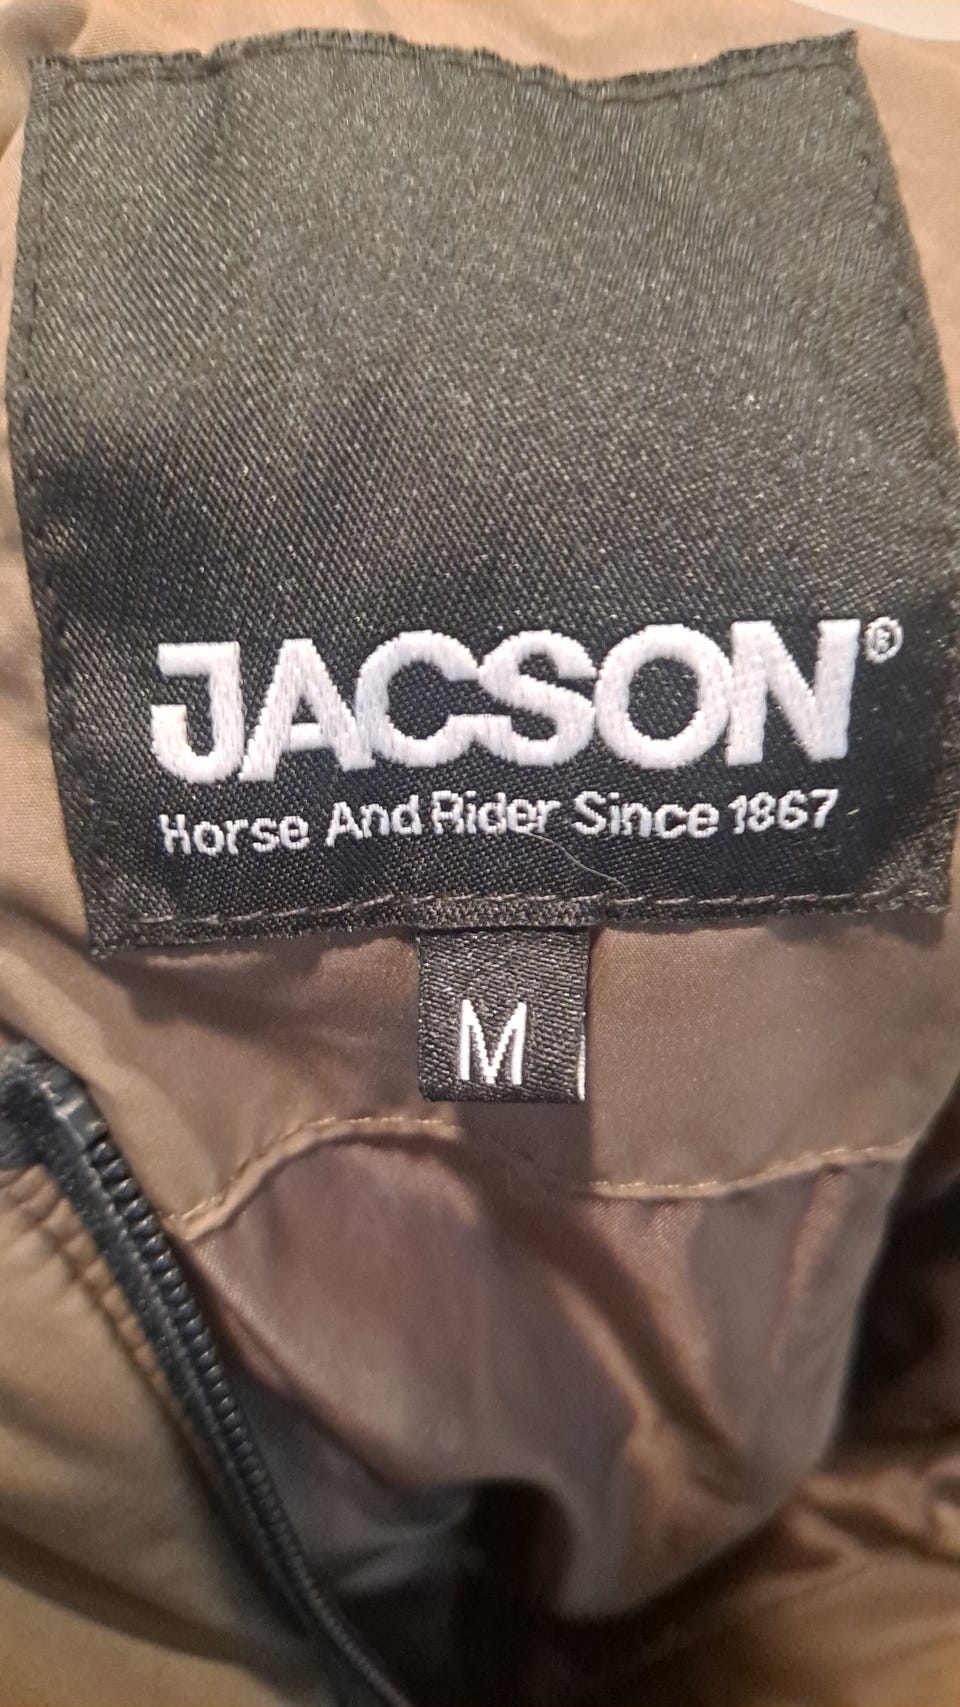 JACSON®
Horse And Rider Since 1867
M